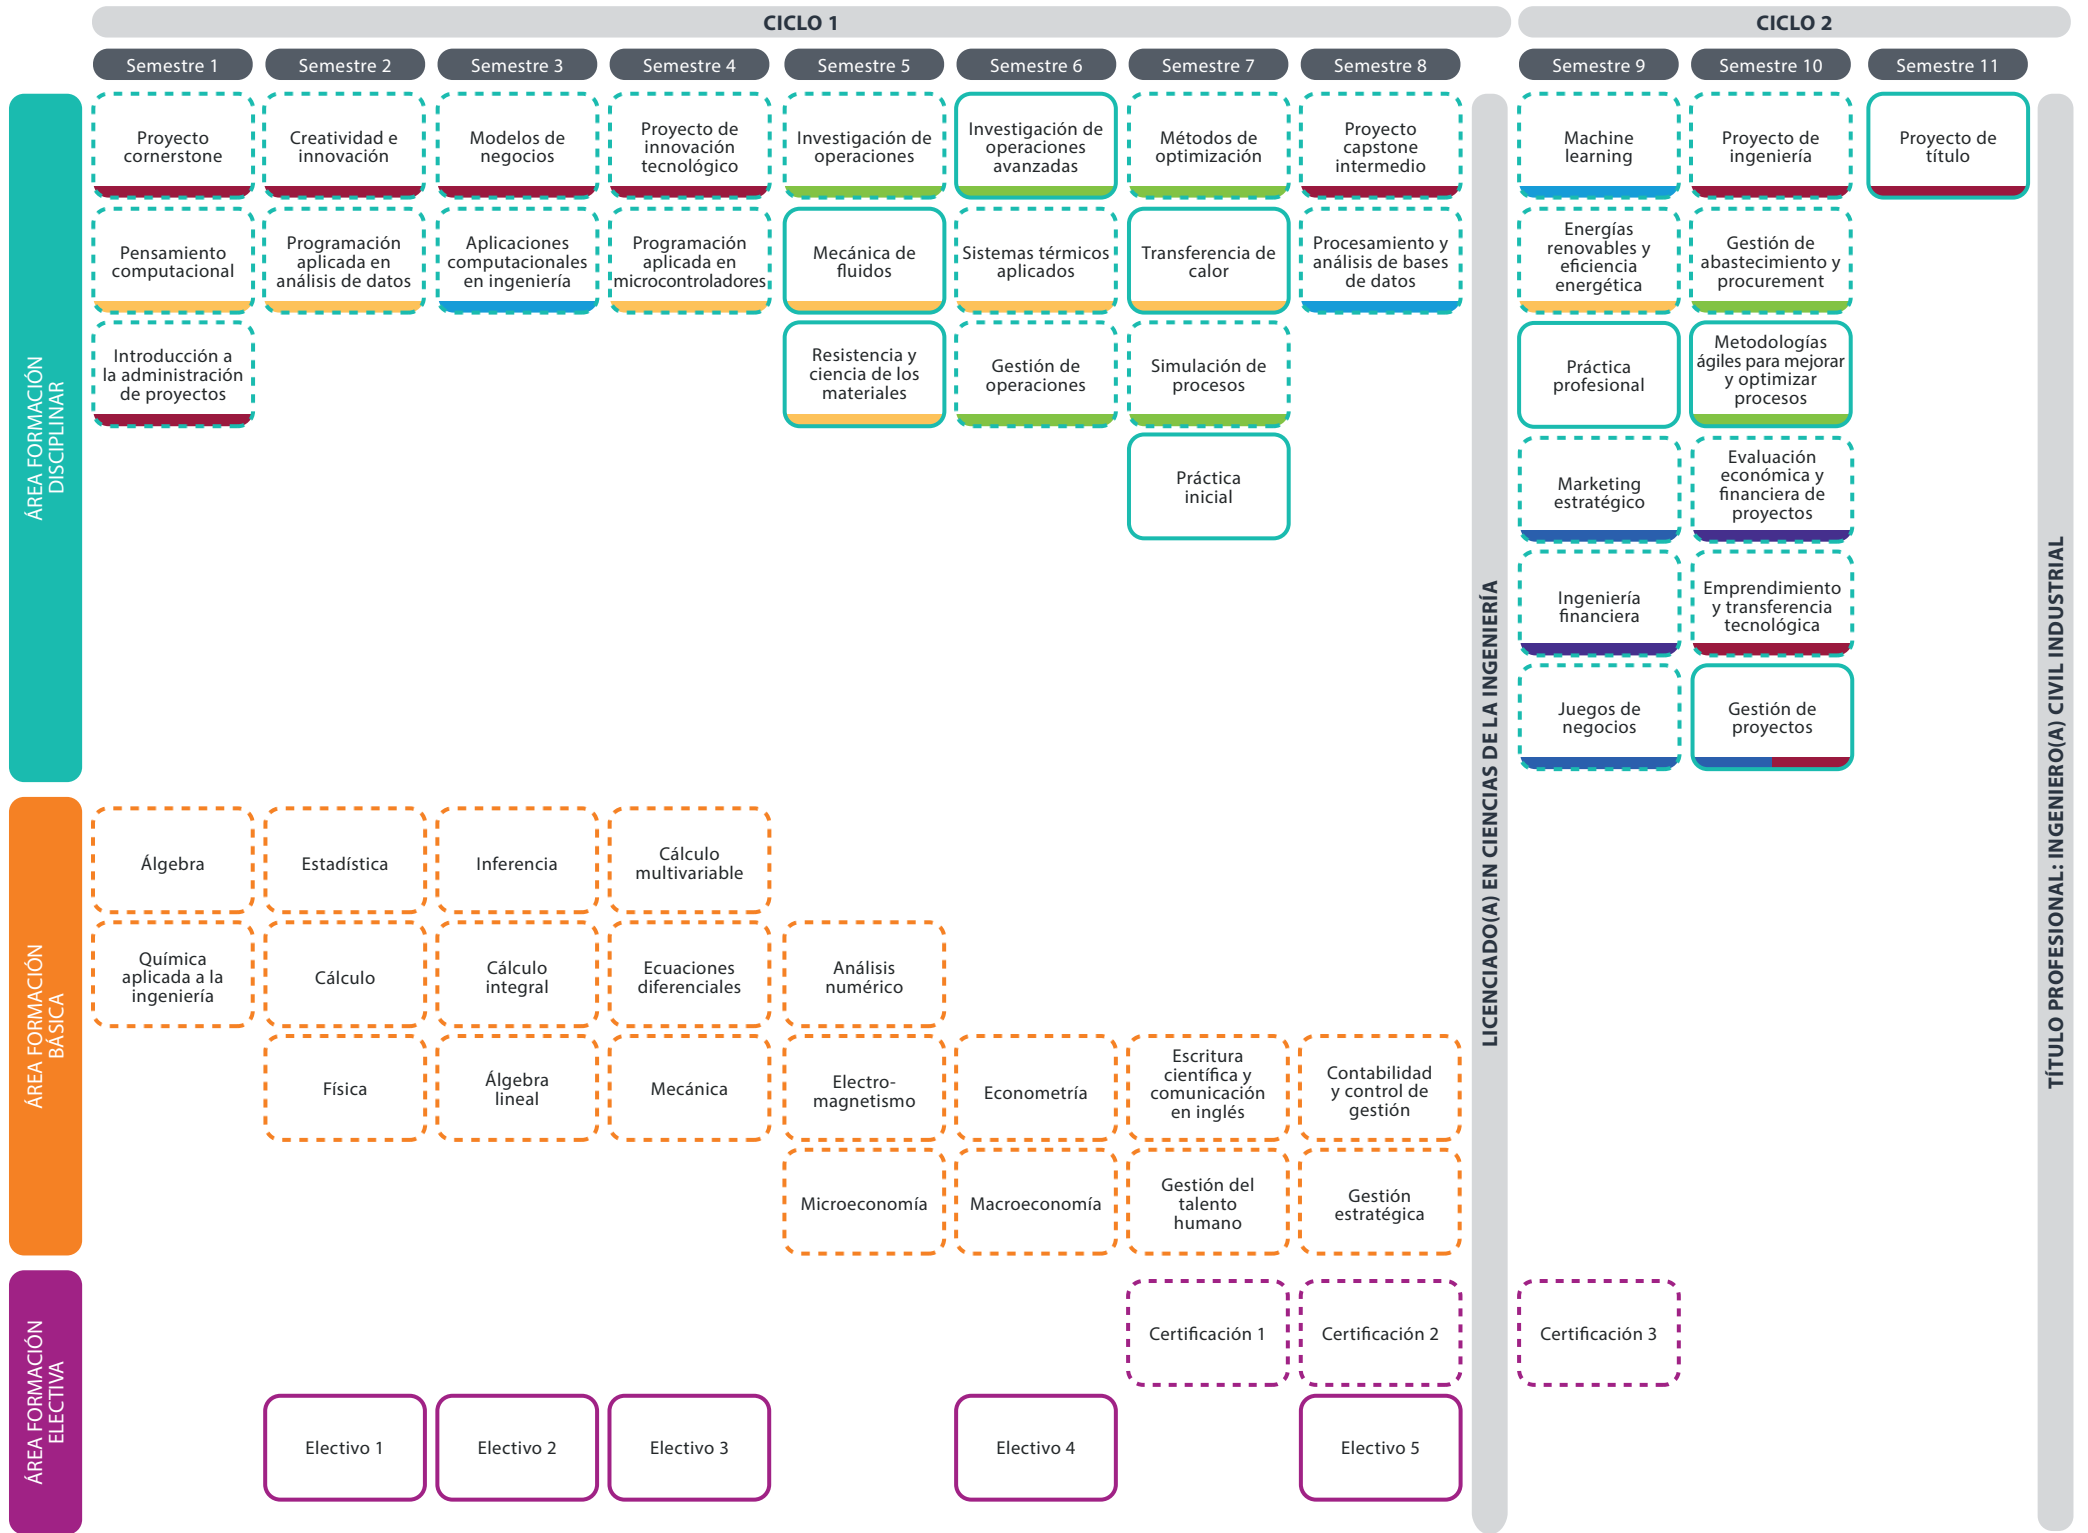 CICLO 1
CICLO 2
Semestre 1
Semestre 2
Semestre 3
Semestre 4
Semestre 5
Semestre 6
Semestre 7
Semestre 8
Semestre 9
Semestre 10
Semestre 11
ÁREA FORMACIÓN
DISCIPLINAR
Proyecto
cornerstone
Creatividad e
innovación
Modelos de
negocios
Proyecto de
innovación
tecnológico
Investigación de
operaciones
Investigación de
operaciones
avanzadas
Métodos de
optimización
Proyecto
capstone
intermedio
Machine
learning
Proyecto de
ingeniería
Proyecto de
título
Pensamiento
computacional
Programación
aplicada en
análisis de datos
Aplicaciones
computacionales
en ingeniería
Programación
aplicada en
microcontroladores
Mecánica de
fluidos
Sistemas térmicos
aplicados
Transferencia de
calor
Procesamiento y
análisis de bases
de datos
Energías
renovables y
eficiencia
energética
Gestión de
abastecimiento y
procurement
Introducción a
la administración
de proyectos
Resistencia y
ciencia de los
materiales
Gestión de
operaciones
Simulación de
procesos
Práctica
profesional
Metodologías
ágiles para mejorar
y optimizar
procesos
Práctica
inicial
Marketing
estratégico
Evaluación
económica y
financiera de
proyectos
Ingeniería
financiera
Emprendimiento
y transferencia
tecnológica
Juegos de
negocios
Gestión de
proyectos
LICENCIADO(A) EN CIENCIAS DE LA INGENIERÍA
TÍTULO PROFESIONAL: INGENIERO(A) CIVIL INDUSTRIAL
ÁREA FORMACIÓN
BÁSICA
Álgebra
Estadística
Inferencia
Cálculo
multivariable
Química
aplicada a la
ingeniería
Cálculo
Cálculo
integral
Ecuaciones
diferenciales
Análisis
numérico
Física
Álgebra
lineal
Mecánica
Electro-
magnetismo
Econometría
Escritura
científica y
comunicación
en inglés
Contabilidad
y control de
gestión
Microeconomía
Macroeconomía
Gestión del
talento
humano
Gestión
estratégica
ÁREA FORMACIÓN
ELECTIVA
Certificación 1
Certificación 2
Certificación 3
Electivo 1
Electivo 2
Electivo 3
Electivo 4
Electivo 5